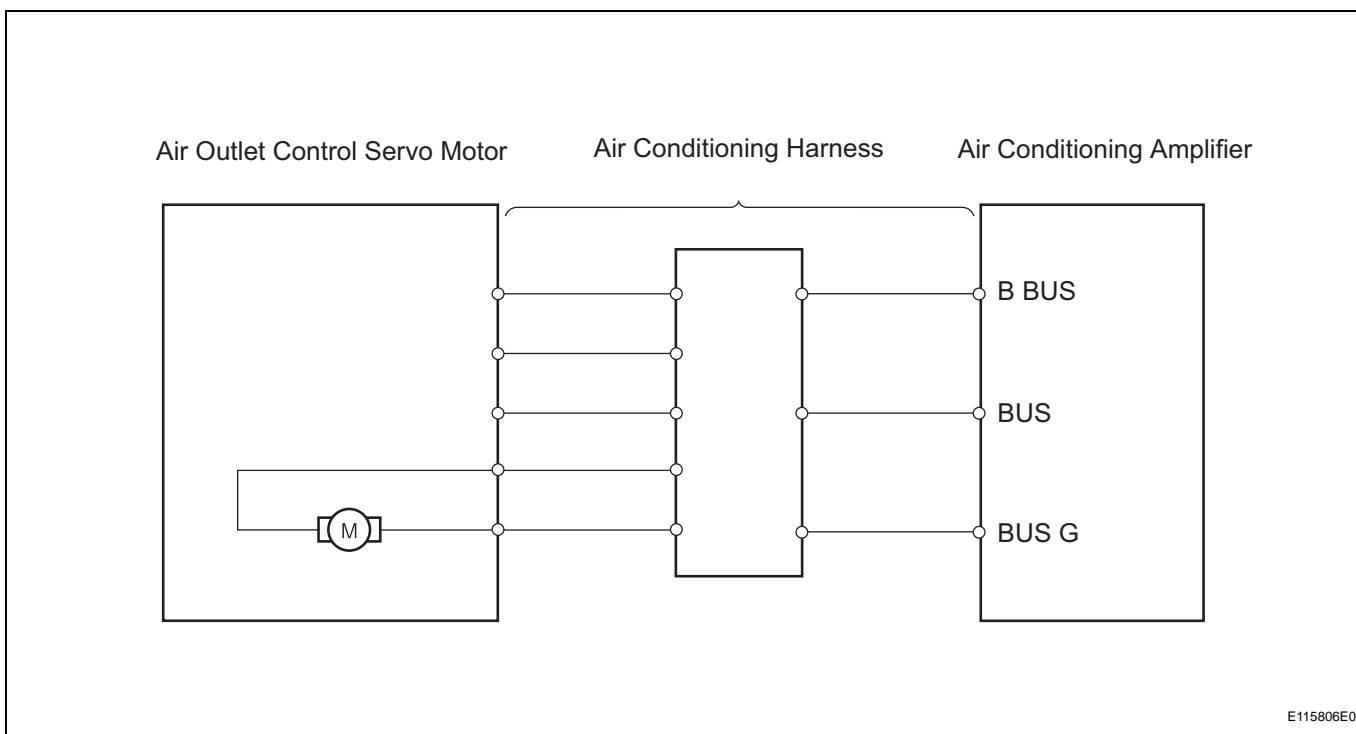 Air Outlet Control Servo Motor
Air Conditioning Harness
Air Conditioning Amplifier
B BUS
BUS
M
BUS G
E115806E0